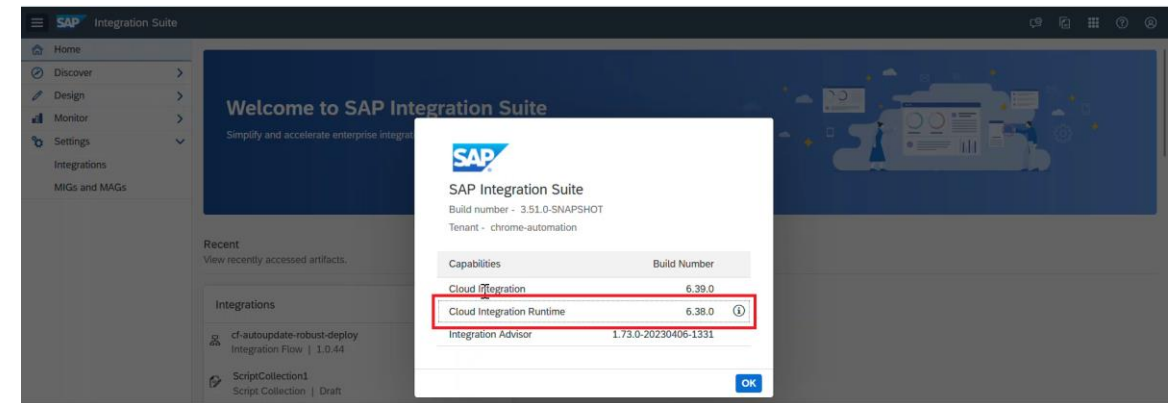 SAP Integration Suite
Home
Discover
Design
Monitor
Settings
Integrations
MIGs and MAGs
Welcome to SAP Integration Suite
Simplify and accelerate enterprise
Recent
View recently accessed artifacts.
Integrations
cf-autoupdate-robust-deploy
Integration Flow | 1.0.44
ScriptCollection1
Script Collection | Draft
SAP
SAP Integration Suite
Build number - 3.51.0-SNAPSHOT
Tenant - chrome-automation
Capabilities Build Number
Cloud Integration 6.39.0
Cloud Integration Runtime 6.38.0
Integration Advisor 1.73.0-20230406-1331
OK